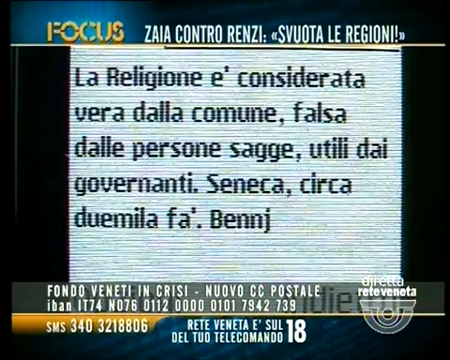 FOCUS ZAIA CONTRO RENZI: «SVUOTA LE REGIONI!»
La Religione e' considerata
vera dalla comune, falsa
dalle persone sagge, utili dai
governanti. Seneca, circa
duemila fa'. Bennj
diretta
FONDO VENETI IN CRISI - NUOVO CC POSTALE reteveneta
iban IT74 N076 0112 0000 0101 7942 739
SMS 340 3218806 RETE VENETA E' SUL
DEL TUO TELECOMANDO 18